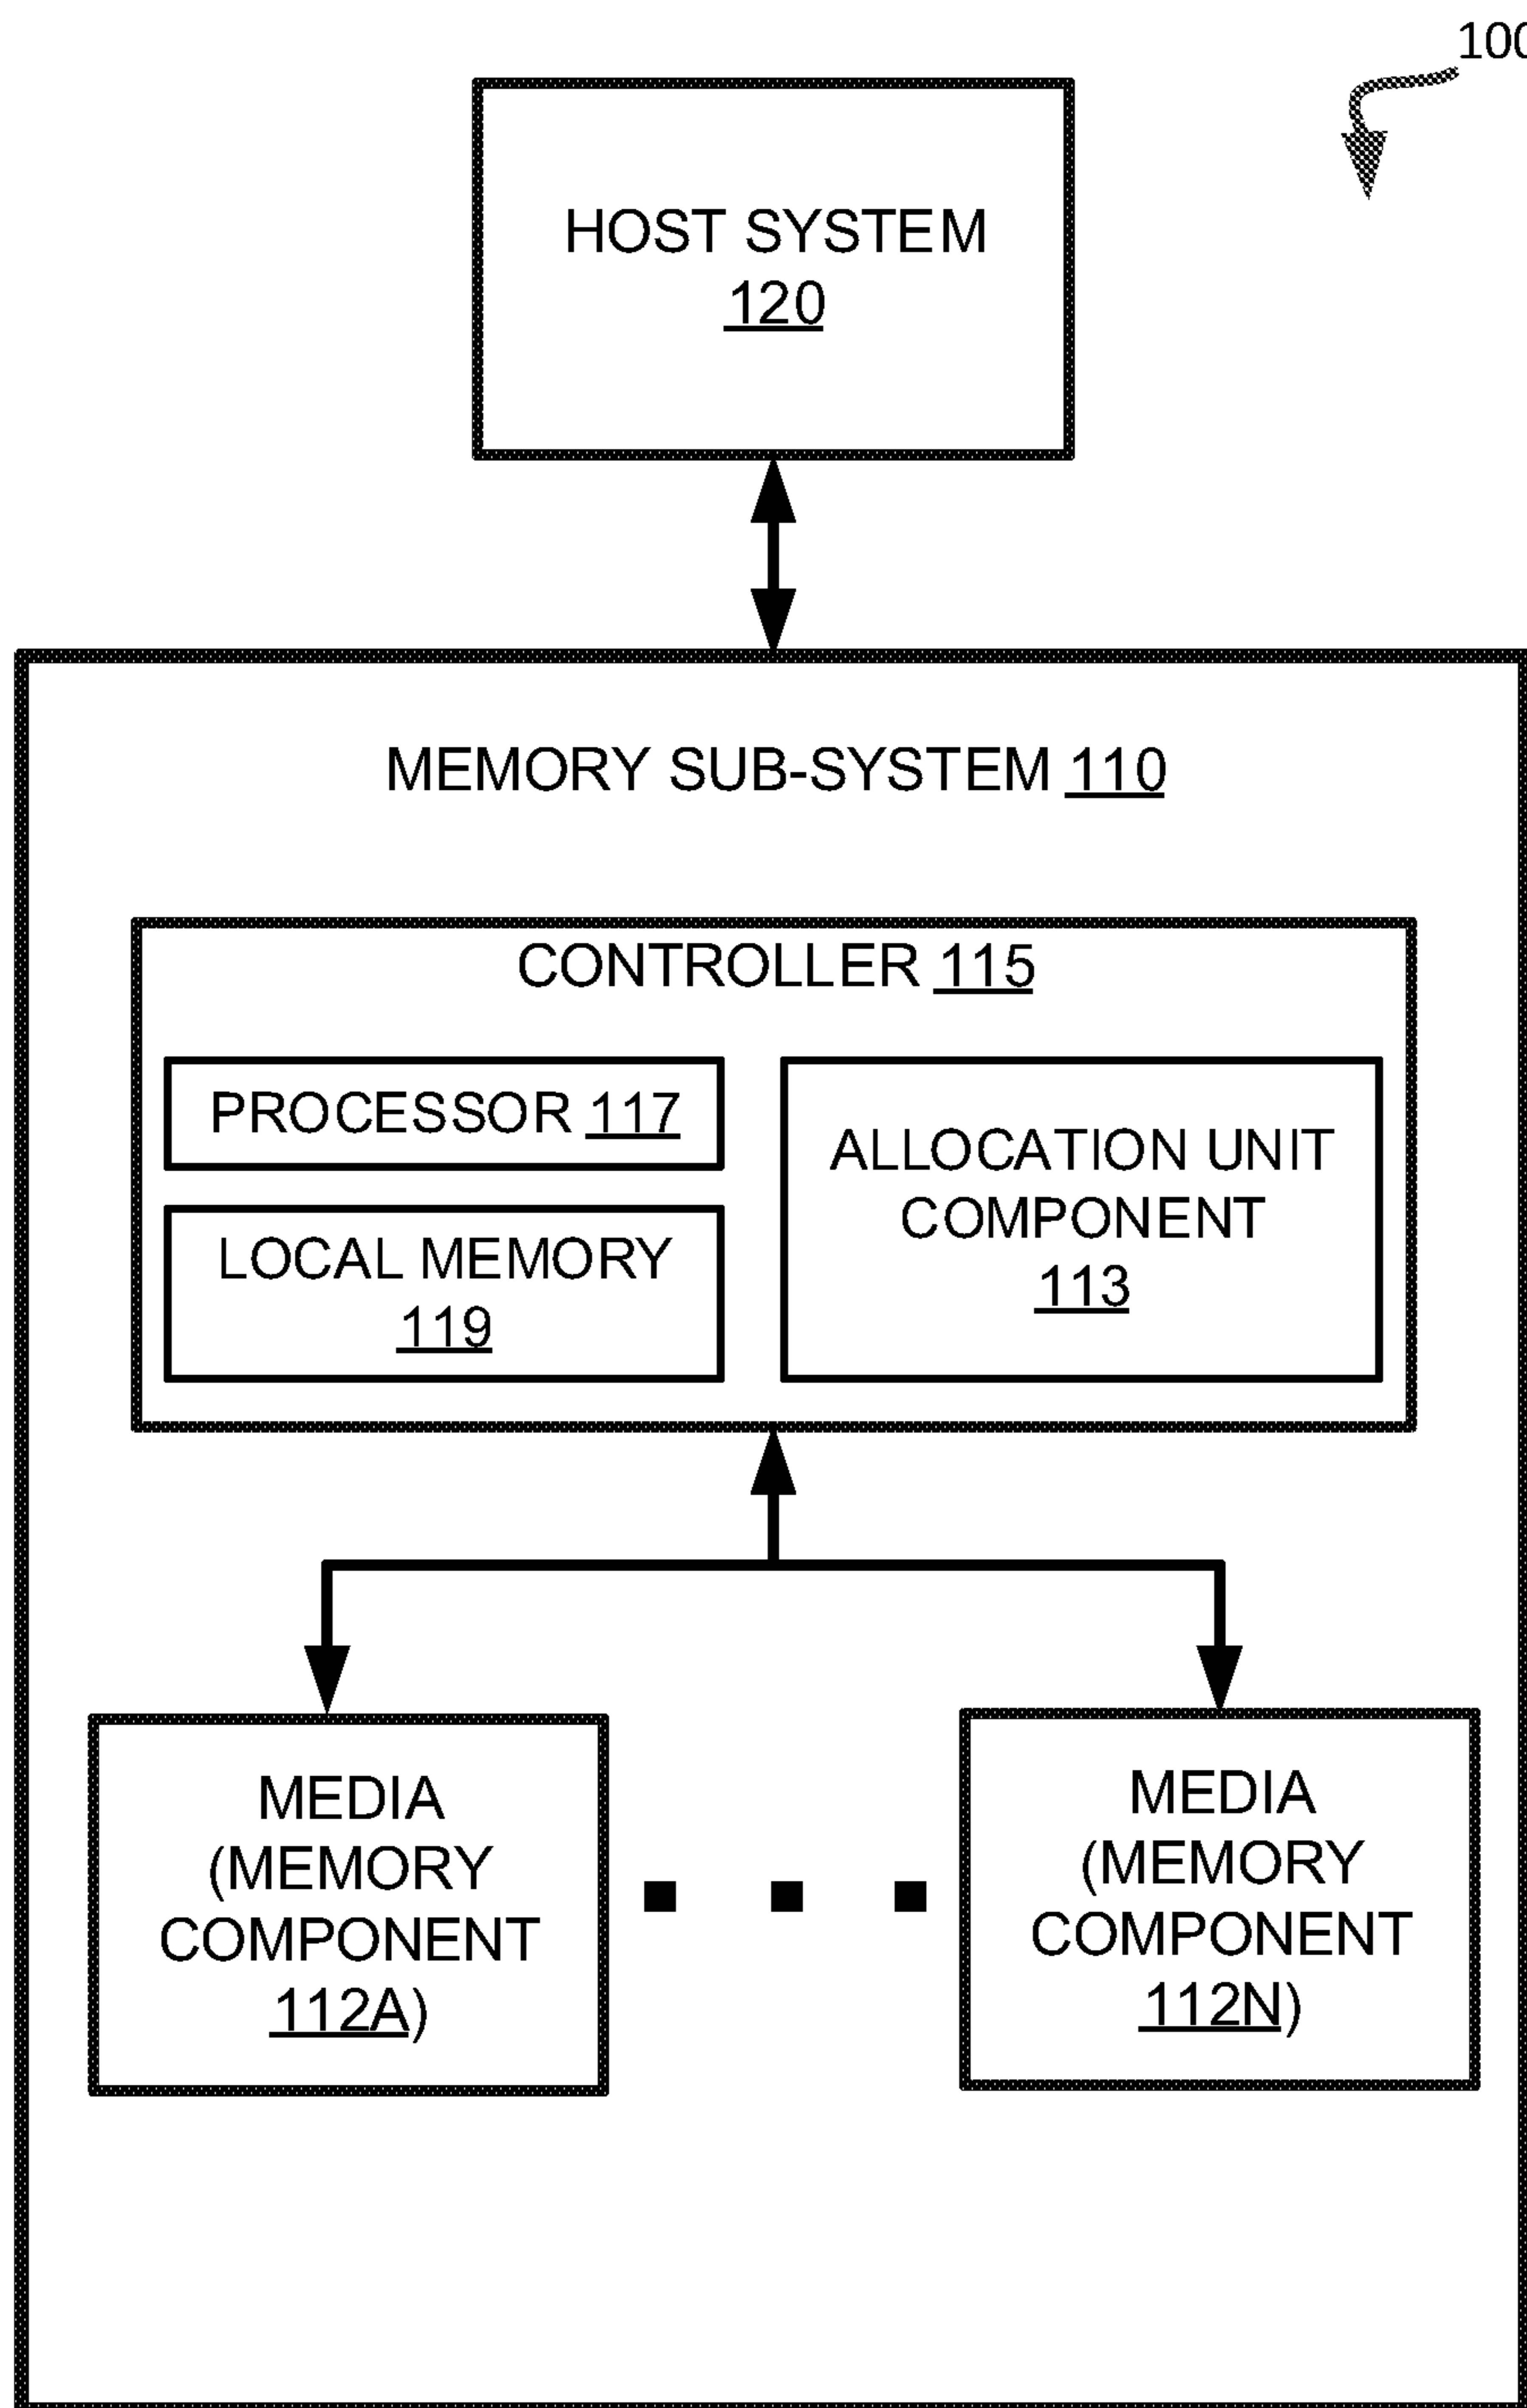 100
HOST SYSTEM
120
MEMORY SUB-SYSTEM 110
CONTROLLER 115
PROCESSOR 117
LOCAL MEMORY
119
ALLOCATION UNIT
COMPONENT
113
MEDIA
(MEMORY
COMPONENT
112A)
MEDIA
(MEMORY
COMPONENT
112N)